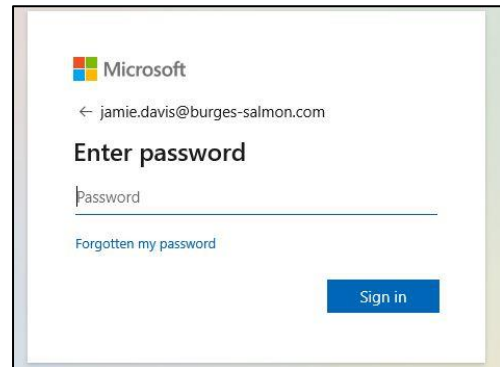 Microsoft
← jamie.davis@burges-salmon.com
Enter password
Password
Forgotten my password
Sign in